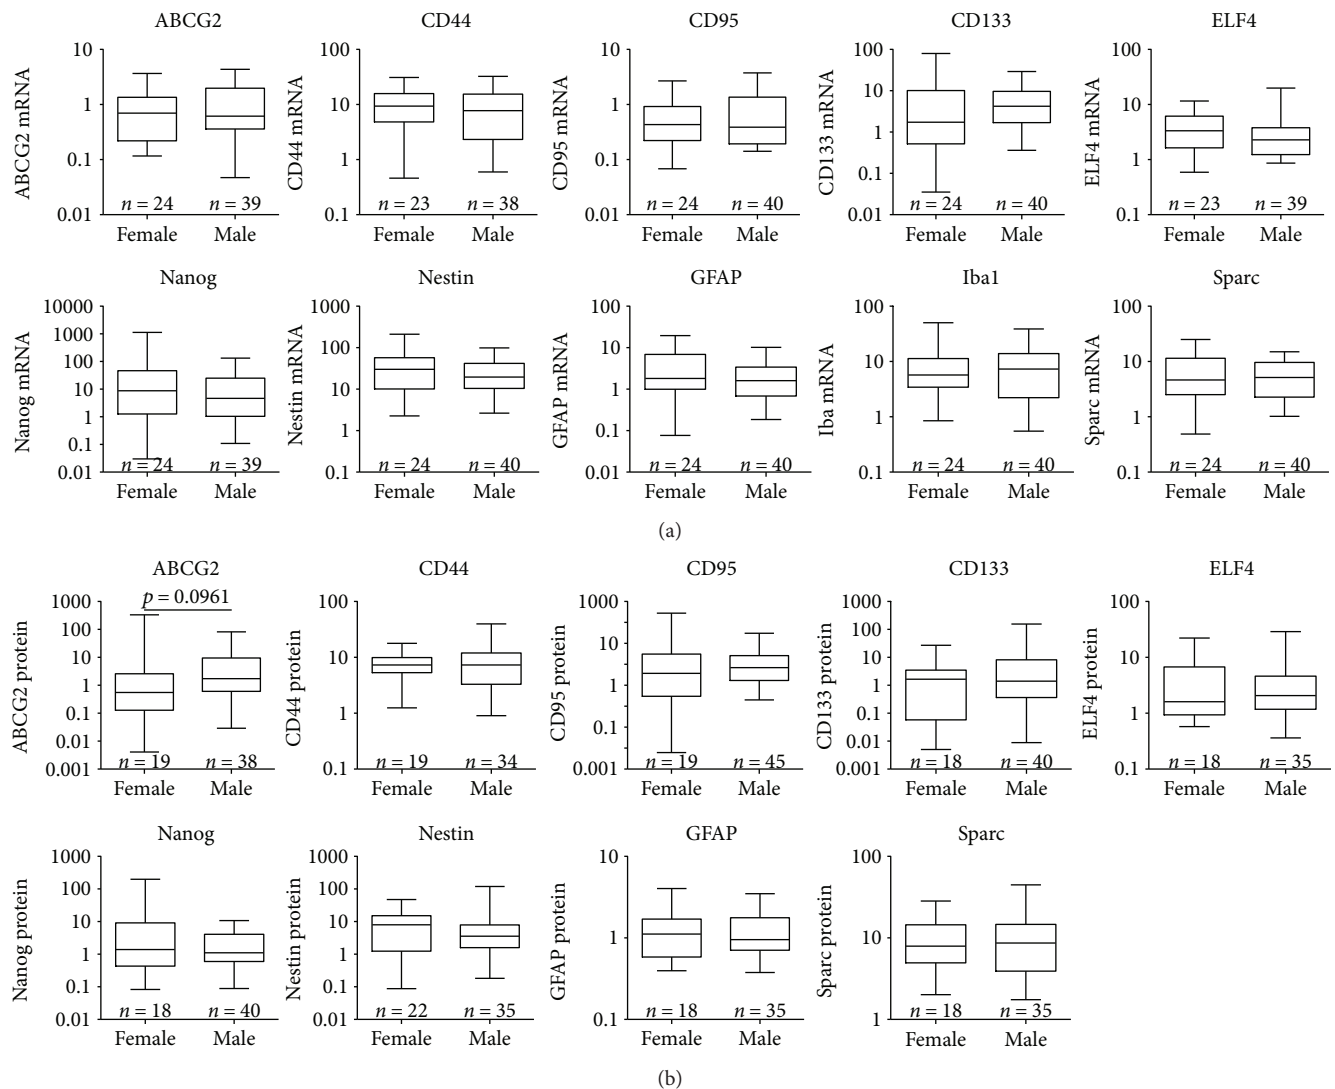 ABCG2 CD44 CD95 CD133 ELF4
ABCG2 mRNA
10
1
0.1
0.01
n = 24 n = 39
Female Male
CD44 mRNA
100
10
1
0.1
n = 23 n = 38
Female Male
CD95 mRNA
10
1
0.1
0.01
n = 24 n = 40
Female Male
CD133 mRNA
100
10
1
0.1
0.01
n = 24 n = 40
Female Male
ELF4 mRNA
100
10
1
0.1
n = 23 n = 39
Female Male
Nanog Nestin GFAP Iba1 Sparc
Nanog mRNA
10000
1000
100
10
1
0.1
0.01
n = 24 n = 39
Female Male
Nestin mRNA
1000
100
10
1
0.1
n = 24 n = 40
Female Male
GFAP mRNA
100
10
1
0.1
0.01
n = 24 n = 40
Female Male
Iba mRNA
100
10
1
0.1
n = 24 n = 40
Female Male
Sparc mRNA
100
10
1
0.1
n = 24 n = 40
Female Male
(a)
ABCG2 CD44 CD95 CD133 ELF4
ABCG2 protein
1000
100
10
1
0.1
0.01
0.001
p = 0.0961
n = 19 n = 38
Female Male
CD44 protein
100
10
1
0.1
n = 19 n = 34
Female Male
CD95 protein
1000
10
0.1
0.001
n = 19 n = 45
Female Male
CD133 protein
1000
100
10
1
0.1
0.01
0.001
n = 18 n = 40
Female Male
ELF4 protein
100
10
1
0.1
n = 18 n = 35
Female Male
Nanog Nestin GFAP Sparc
Nanog protein
1000
100
10
1
0.1
0.01
n = 18 n = 40
Female Male
Nestin protein
1000
100
10
1
0.1
0.01
n = 22 n = 35
Female Male
GFAP protein
10
1
0.1
n = 18 n = 35
Female Male
Sparc protein
100
10
1
n = 18 n = 35
Female Male
(b)